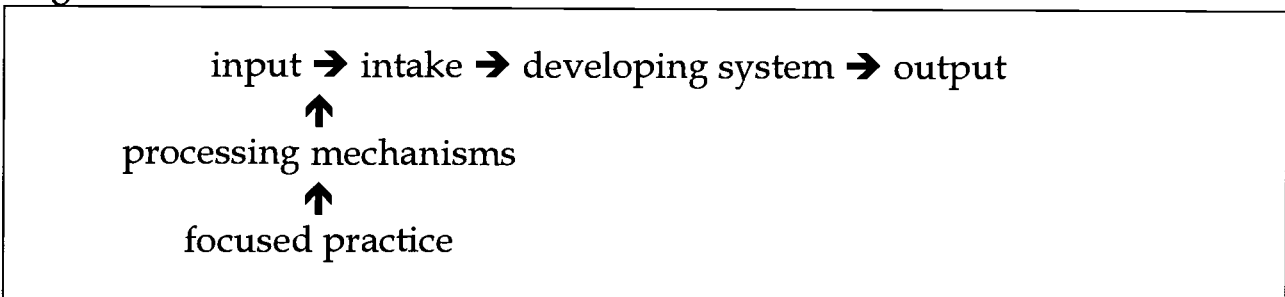 input → intake → developing system → output
↑
processing mechanisms
↑
focused practice